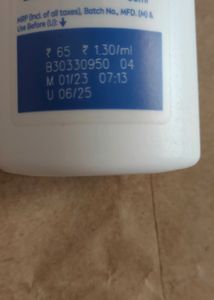 MRP (Incl. of all taxes), Batch No., MFD. (M) &
Use Before (U):
₹ 65 ₹ 1.30/ml
B30330950 04
M 01/23 07:13
U 06/25